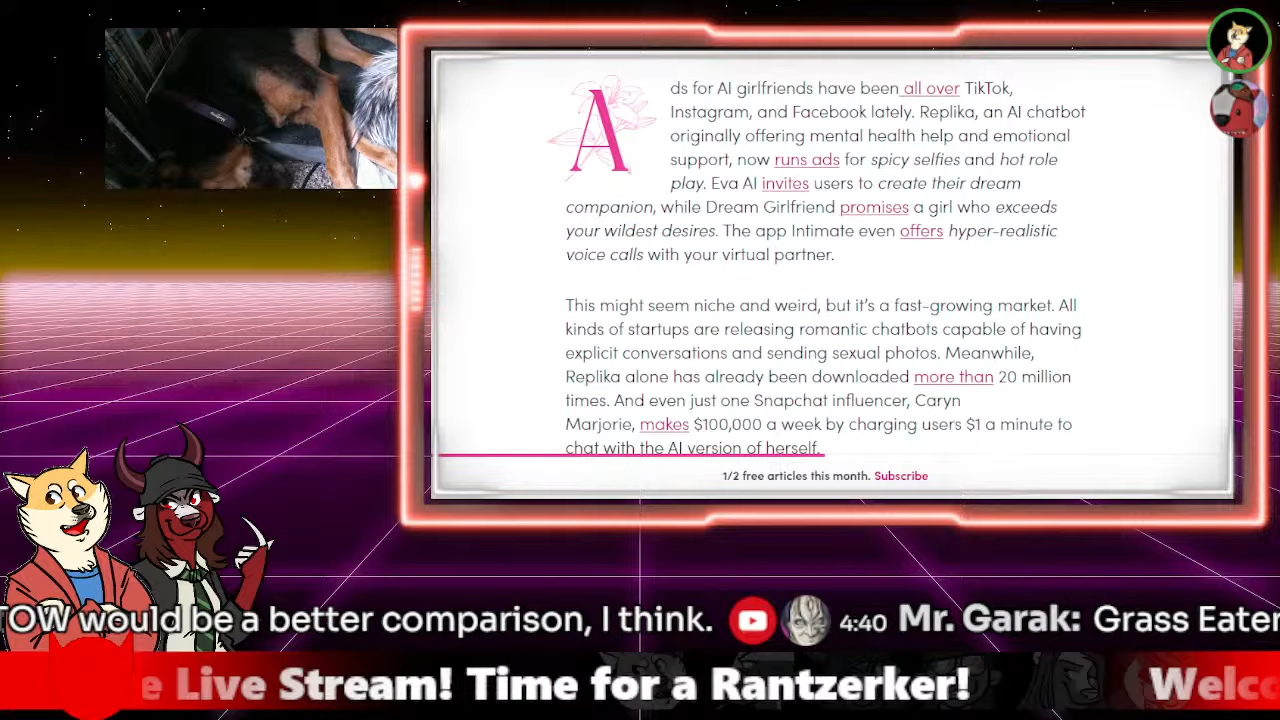 Ads for AI girlfriends have been all over TikTok,
Instagram, and Facebook lately. Replika, an AI chatbot
originally offering mental health help and emotional
support, now runs ads for spicy selfies and hot role
play. Eva AI invites users to create their dream
companion, while Dream Girlfriend promises a girl who exceeds
your wildest desires. The app Intimate even offers hyper-realistic
voice calls with your virtual partner.
This might seem niche and weird, but it's a fast-growing market. All
kinds of startups are releasing romantic chatbots capable of having
explicit conversations and sending sexual photos. Meanwhile,
Replika alone has already been downloaded more than 20 million
times. And even just one Snapchat influencer, Caryn
Marjorie, makes $100,000 a week by charging users $1 a minute to
chat with the AI version of herself.
1/2 free articles this month. Subscribe
TOW would be a better comparison, I think. 4:40 Mr. Garak: Grass Eater
e Live Stream! Time for a Rantzerker! Welco